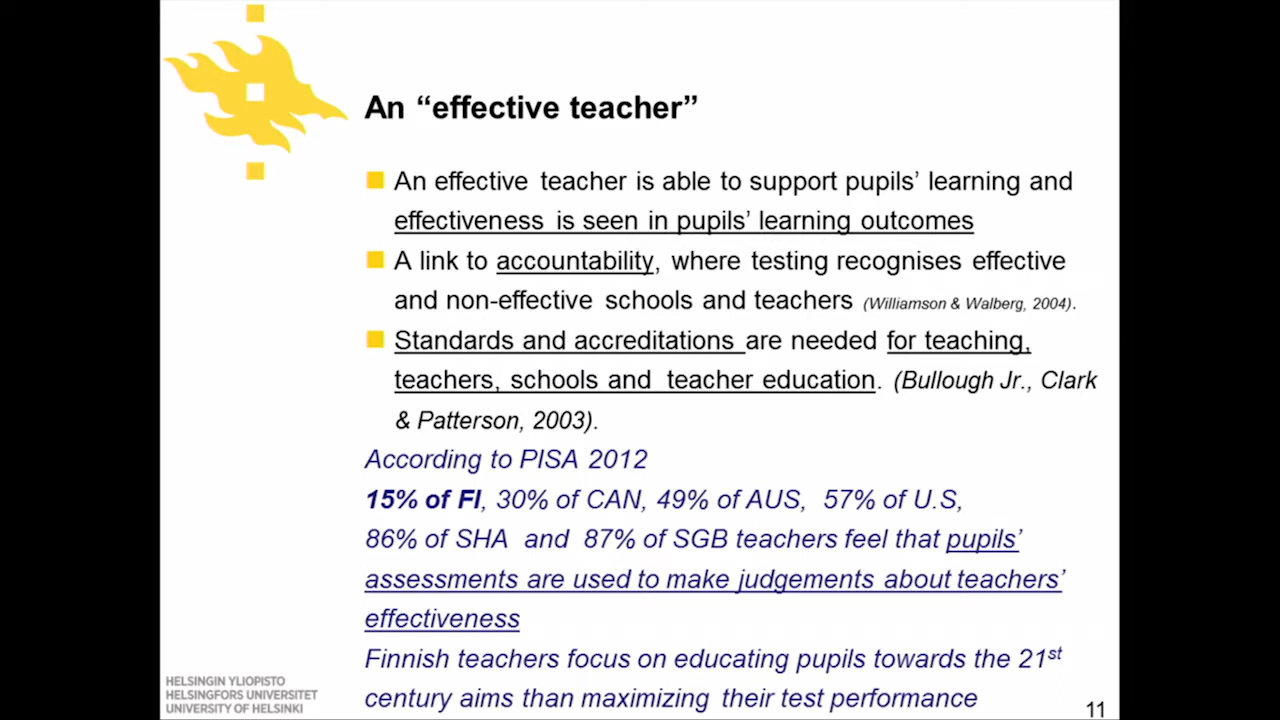 An “effective teacher”
An effective teacher is able to support pupils’ learning and
effectiveness is seen in pupils’ learning outcomes
A link to accountability, where testing recognises effective
and non-effective schools and teachers (Williamson & Walberg, 2004).
Standards and accreditations are needed for teaching,
teachers, schools and teacher education. (Bullough Jr., Clark
& Patterson, 2003).
According to PISA 2012
15% of FI, 30% of CAN, 49% of AUS, 57% of U.S,
86% of SHA and 87% of SGB teachers feel that pupils’
assessments are used to make judgements about teachers’
effectiveness
Finnish teachers focus on educating pupils towards the 21st
century aims than maximizing their test performance
HELSINGIN YLIOPISTO
HELSINGFORS UNIVERSITET
UNIVERSITY OF HELSINKI
11